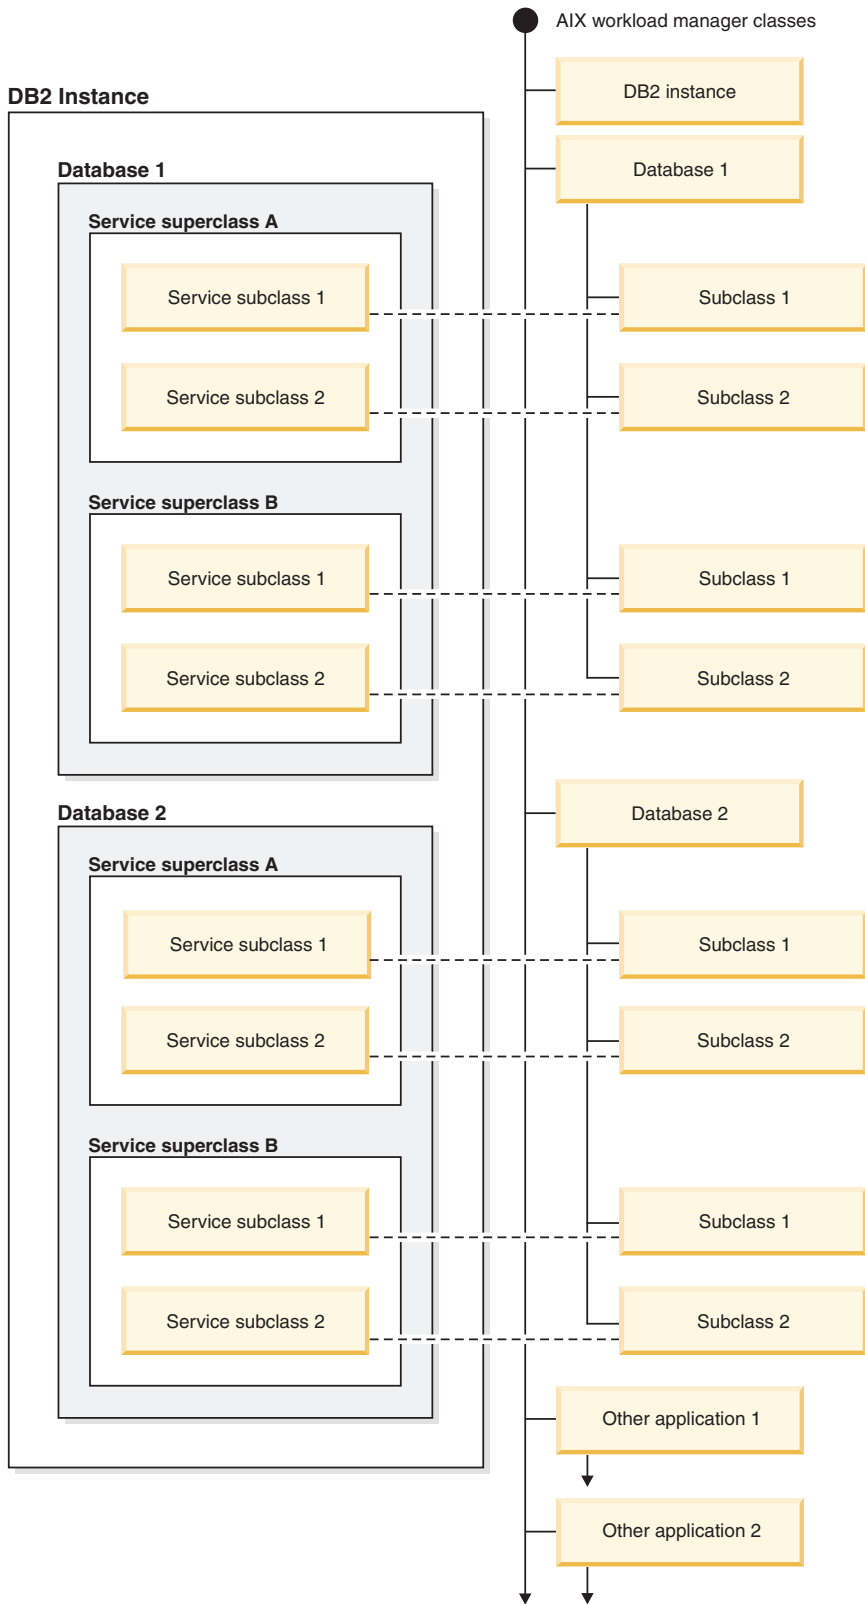 AIX workload manager classes
DB2 instance
DB2 Instance
Database 1
Database 1
Service superclass A
Service subclass 1
Subclass 1
Service subclass 2
Subclass 2
Service superclass B
Service subclass 1
Subclass 1
Service subclass 2
Subclass 2
Database 2
Database 2
Service superclass A
Service subclass 1
Subclass 1
Service subclass 2
Subclass 2
Service superclass B
Service subclass 1
Subclass 1
Service subclass 2
Subclass 2
Other application 1
Other application 2